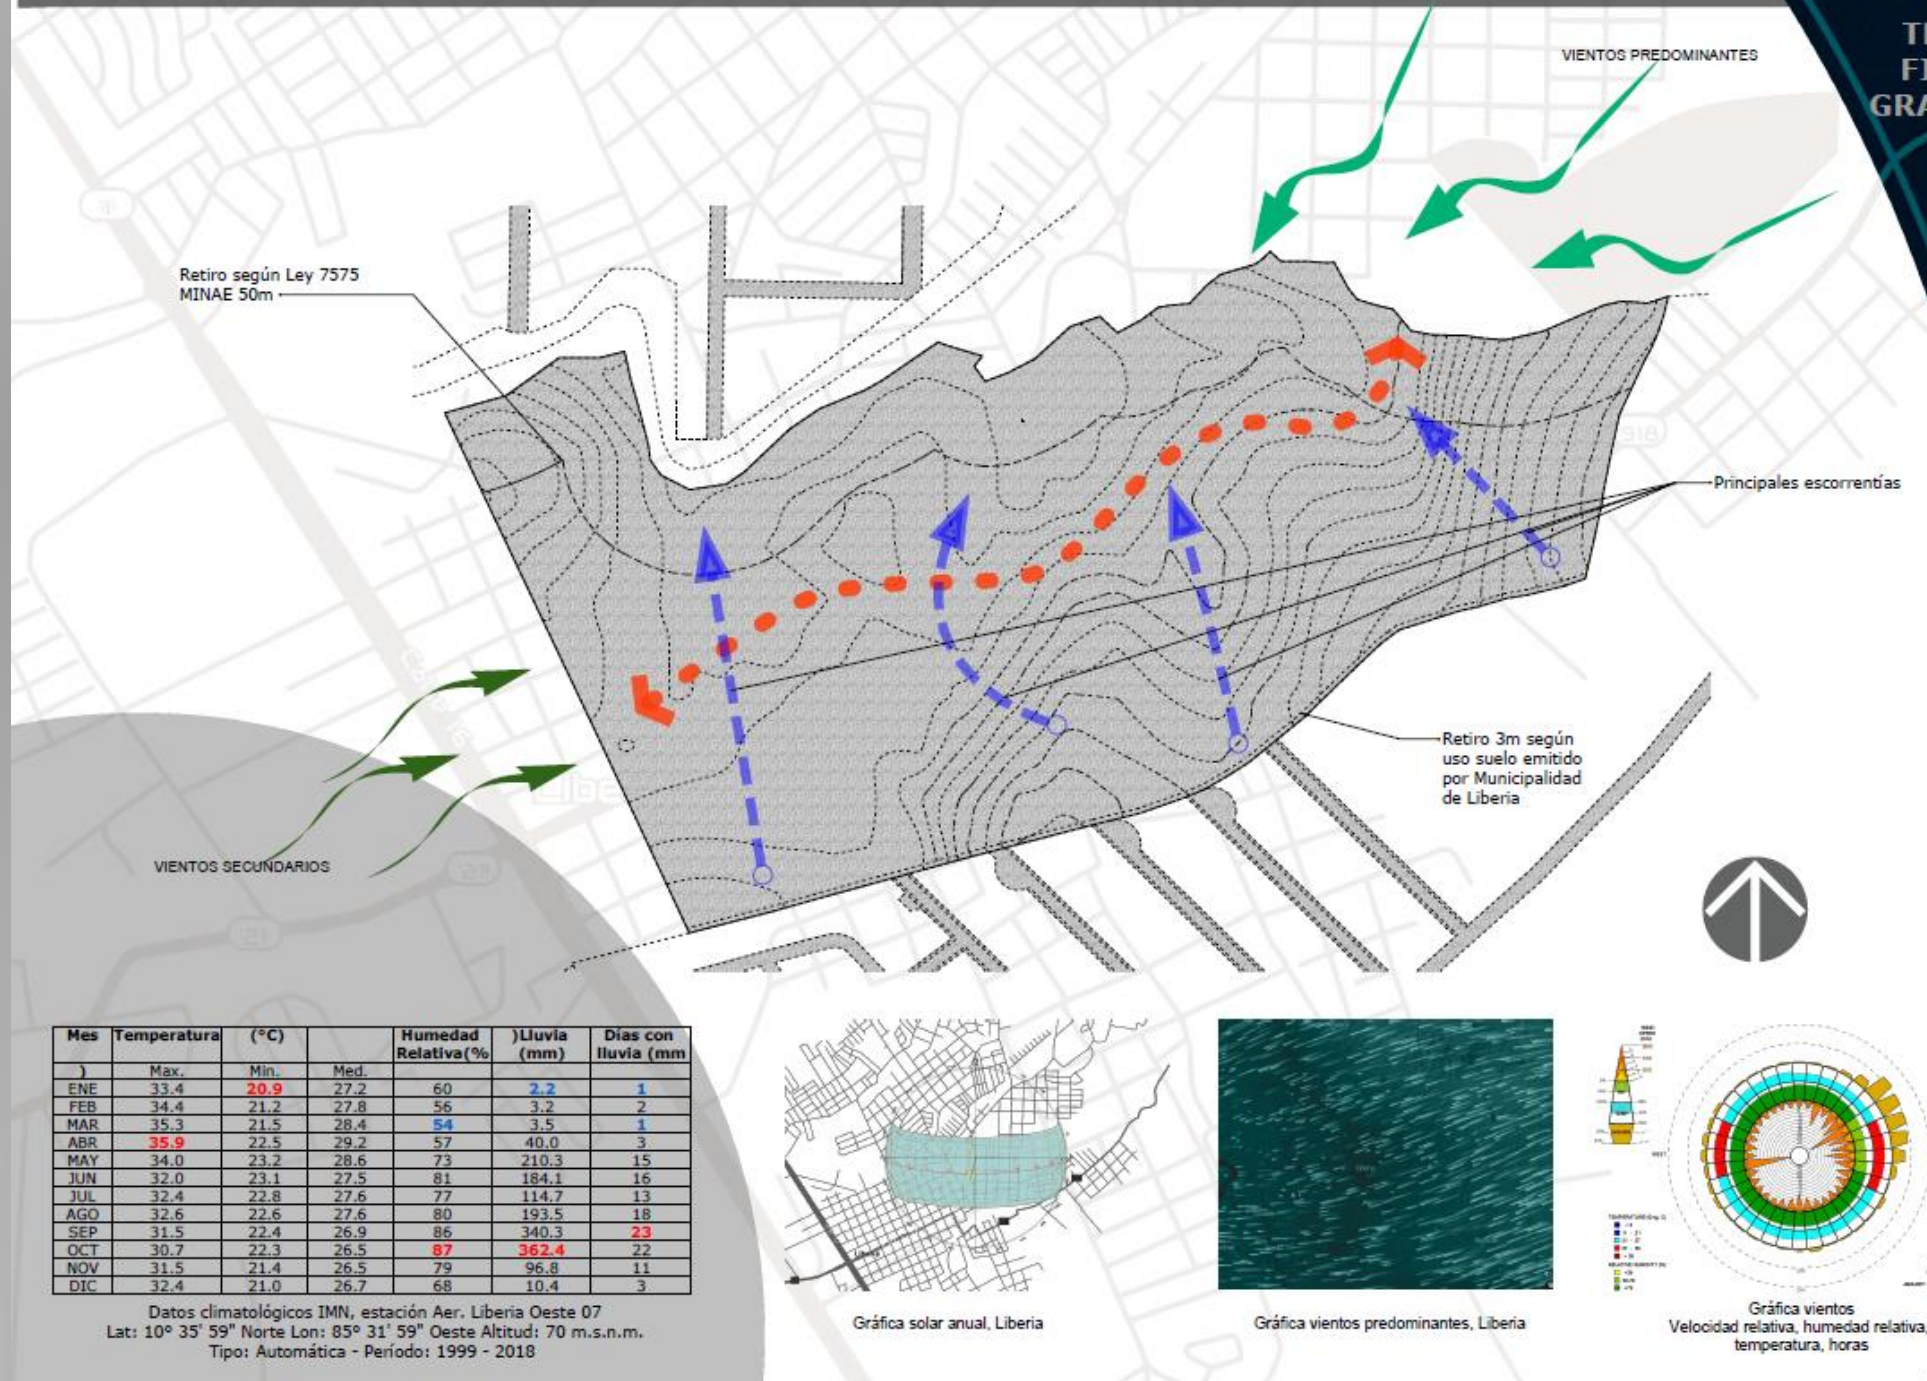 VIENTOS PREDOMINANTES
Retiro según Ley 7575
MINAE 50m
918
Principales escorrentías
Retiro 3m según
uso suelo emitido
por Municipalidad
de Liberia
VIENTOS SECUNDARIOS
21
21
Mes Temperatura (°C) Humedad Relativa(% )Lluvia (mm) Días con lluvia (mm
) Max. Min. Med.
ENE 33.4 20.9 27.2 60 2.2 1
FEB 34.4 21.2 27.8 56 3.2 2
MAR 35.3 21.5 28.4 54 3.5 1
ABR 35.9 22.5 29.2 57 40.0 3
MAY 34.0 23.2 28.6 73 210.3 15
JUN 32.0 23.1 27.5 81 184.1 16
JUL 32.4 22.8 27.6 77 114.7 13
AGO 32.6 22.6 27.6 80 193.5 18
SEP 31.5 22.4 26.9 86 340.3 23
OCT 30.7 22.3 26.5 87 362.4 22
NOV 31.5 21.4 26.5 79 96.8 11
DIC 32.4 21.0 26.7 68 10.4 3
Datos climatológicos IMN, estación Aer. Liberia Oeste 07
Lat: 10º 35' 59" Norte Lon: 85º 31' 59" Oeste Altitud: 70 m.s.n.m.
Tipo: Automática - Período: 1999 - 2018
Gráfica solar anual, Liberia
Gráfica vientos predominantes, Liberia
WEST
Gráfica vientos
Velocidad relativa, humedad relativa,
temperatura, horas